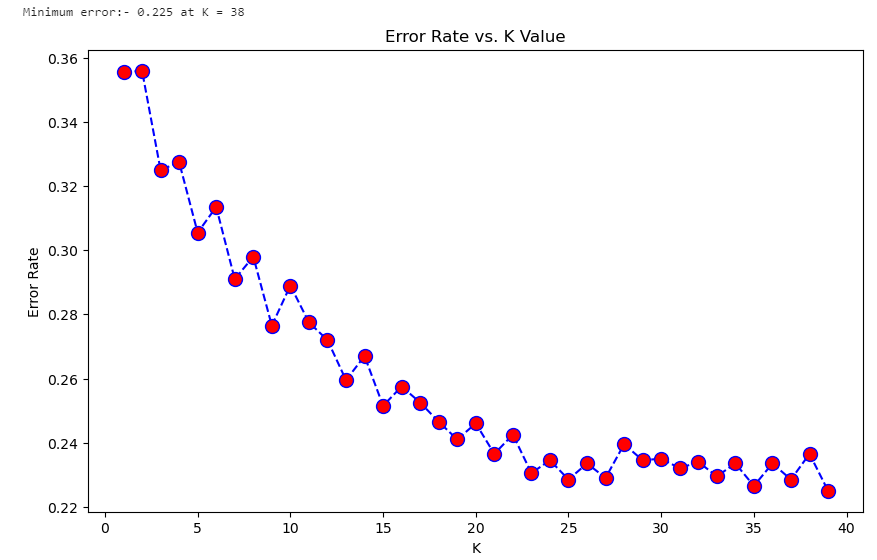 Minimum error:- 0.225 at K = 38
Error Rate vs. K Value
0.36
0.34
0.32
0.30
0.28
0.26
0.24
0.22
Error Rate
0 5 10 15 20 25 30 35 40
K